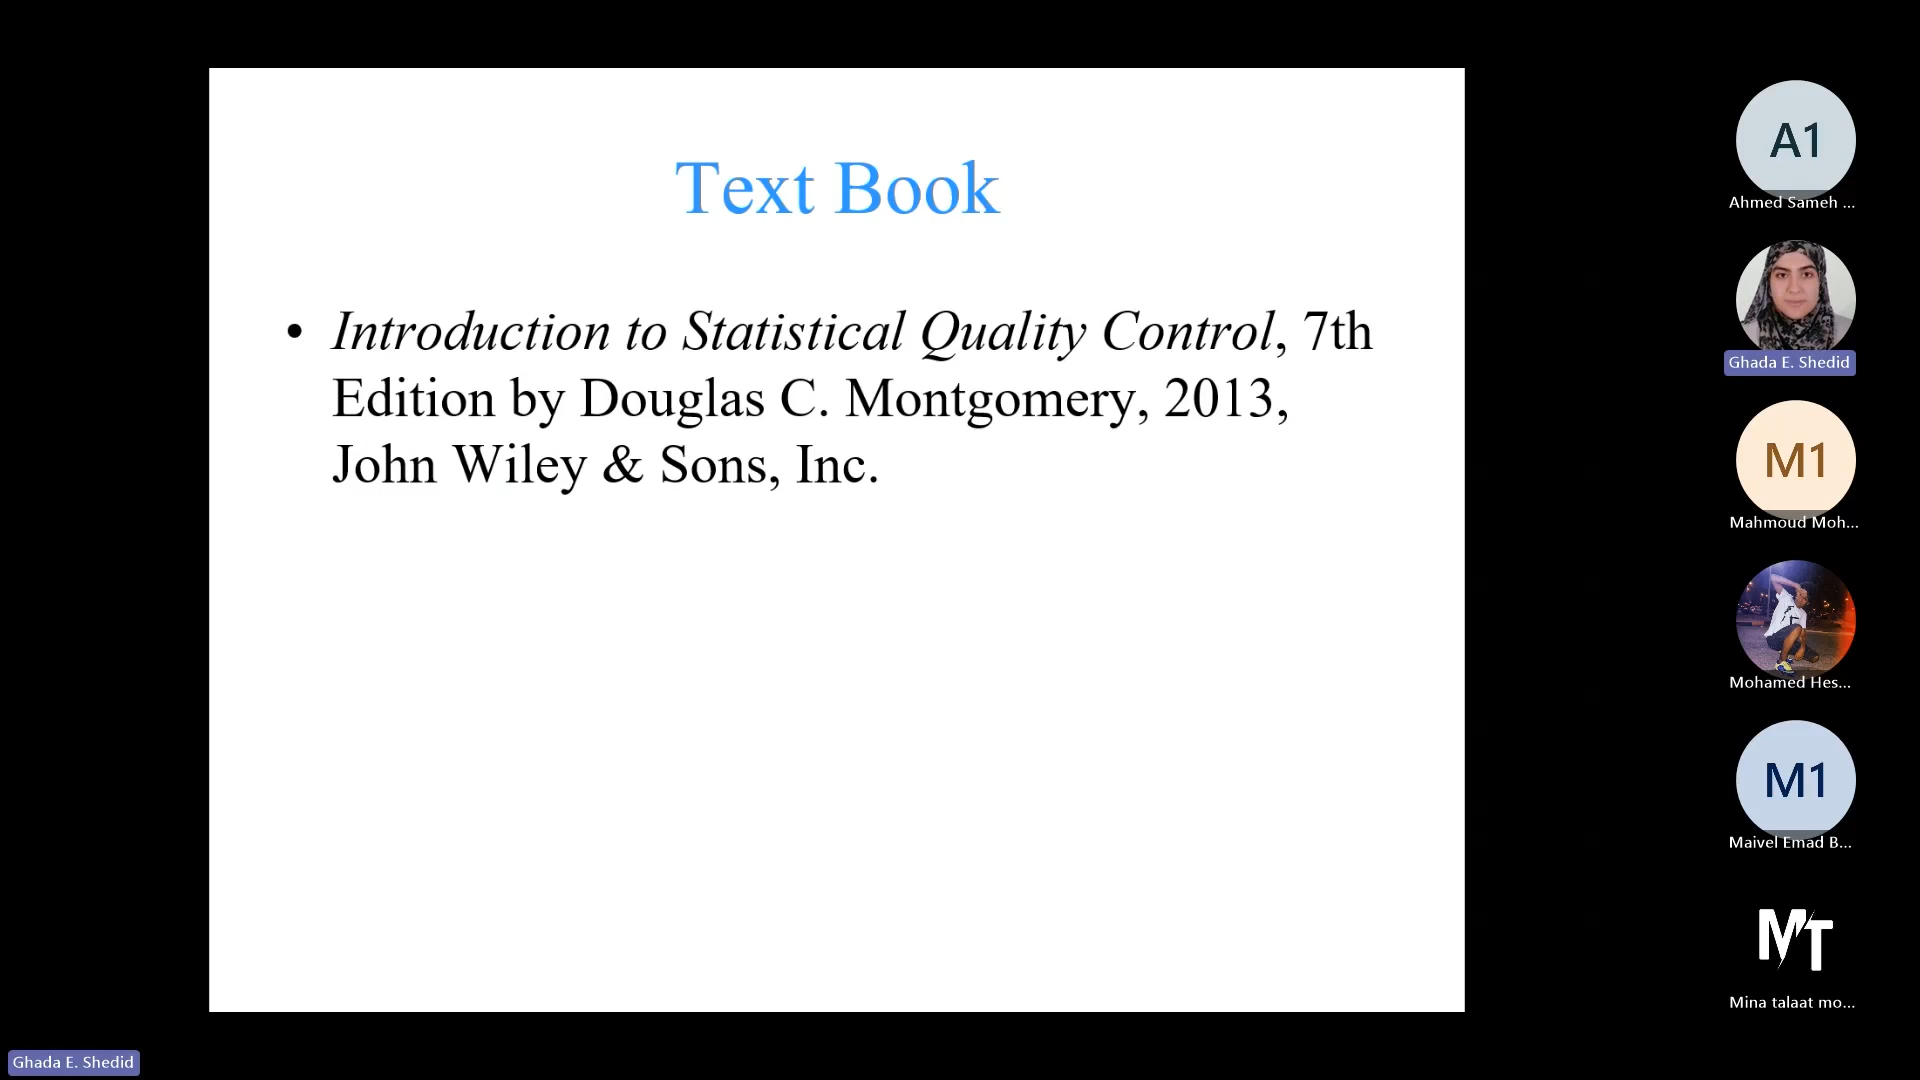 Text Book
• Introduction to Statistical Quality Control, 7th
Edition by Douglas C. Montgomery, 2013,
John Wiley & Sons, Inc.
A1
Ahmed Sameh ...
Ghada E. Shedid
M1
Mahmoud Moh...
Mohamed Hes...
M1
Maivel Emad B...
MT
Mina talaat mo...
Ghada E. Shedid